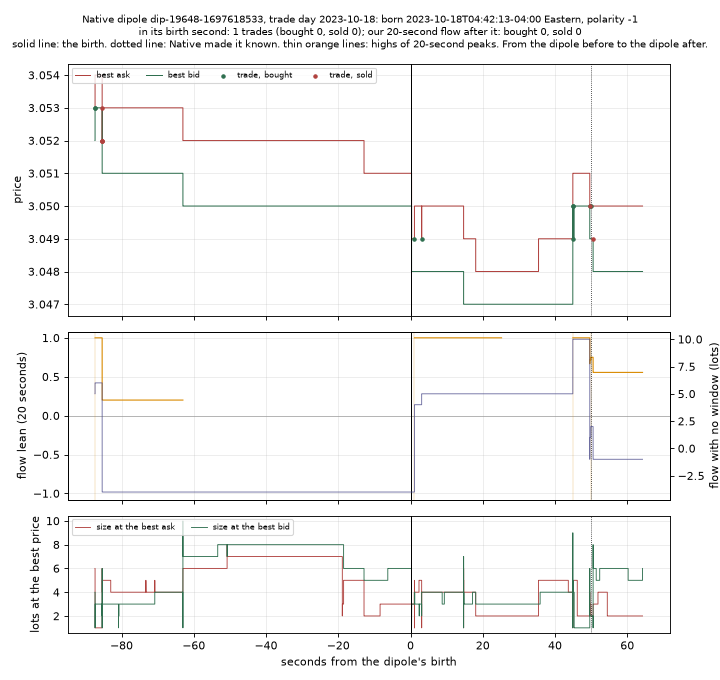 Native dipole dip-19648-1697618533, trade day 2023-10-18: born 2023-10-18T04:42:13-04:00 Eastern, polarity -1
in its birth second: 1 trades (bought 0, sold 0); our 20-second flow after it: bought 0, sold 0
solid line: the birth. dotted line: Native made it known. thin orange lines: highs of 20-second peaks. From the dipole before to the dipole after.
best ask
best bid
trade, bought
trade, sold
3.054
3.053
3.052
3.051
3.050
3.049
3.048
3.047
price
1.0
0.5
0.0
−0.5
−1.0
flow lean (20 seconds)
10.0
7.5
5.0
2.5
0.0
−2.5
flow with no window (lots)
size at the best ask
size at the best bid
10
8
6
4
2
lots at the best price
−80
−60
−40
−20
0
20
40
60
seconds from the dipole's birth